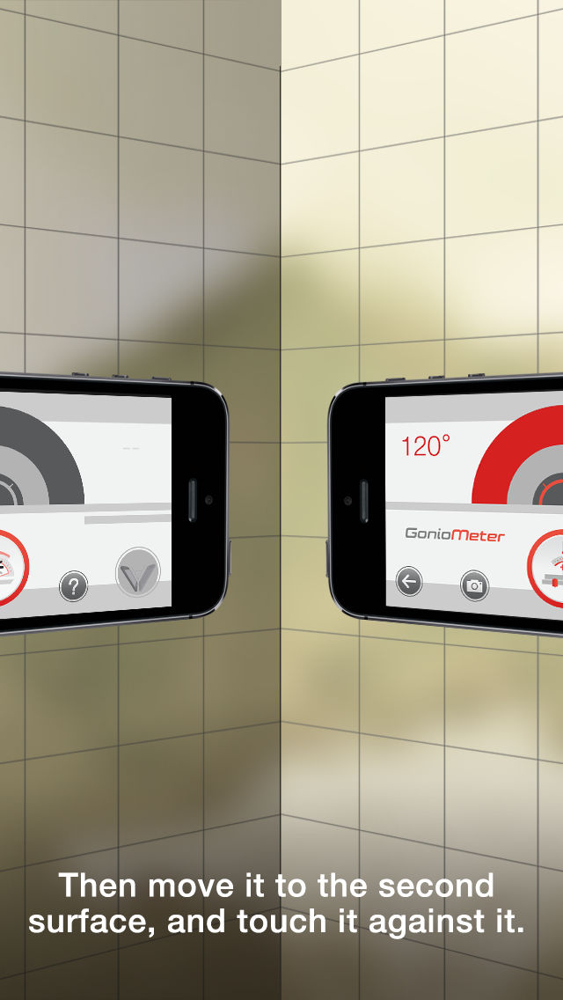 120°
GonioMeter
?
Then move it to the second
surface, and touch it against it.